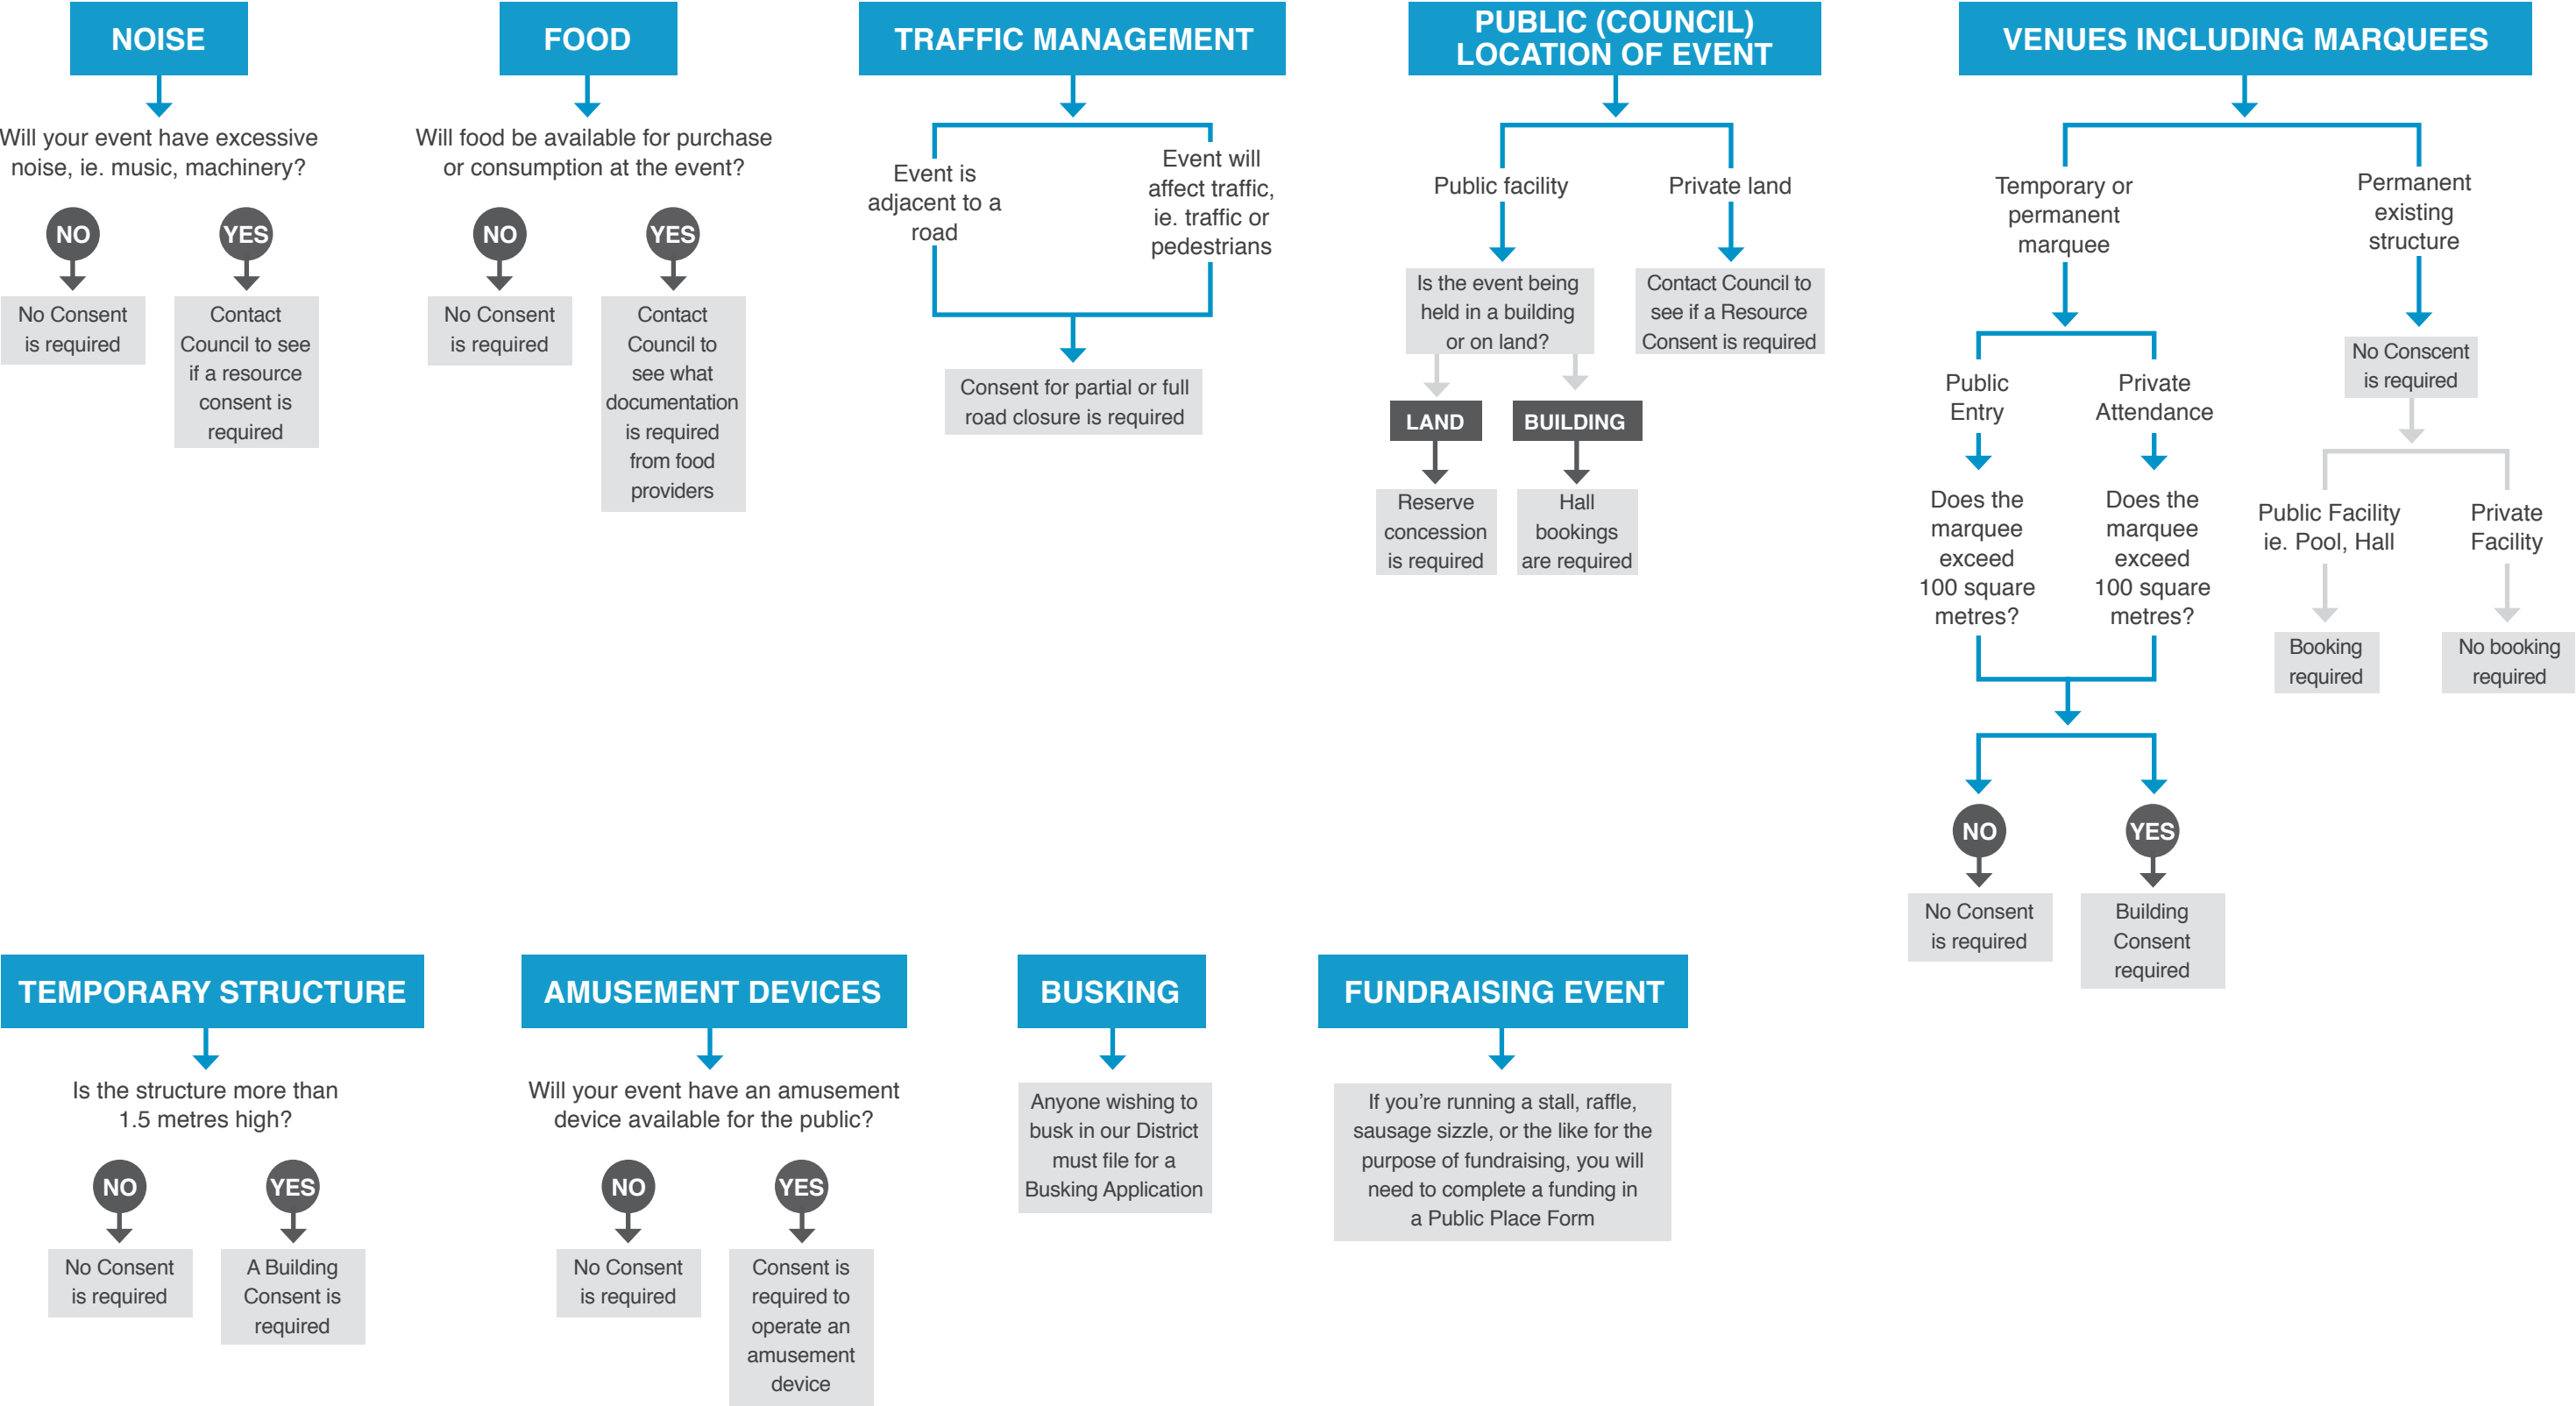 NOISE
Will your event have excessive
noise, ie. music, machinery?
NO
No Consent
is required
YES
Contact
Council to see
if a resource
consent is
required
FOOD
Will food be available for purchase
or consumption at the event?
NO
No Consent
is required
YES
Contact
Council to
see what
documentation
is required
from food
providers
TRAFFIC MANAGEMENT
Event is
adjacent to a
road
Event will
affect traffic,
ie. traffic or
pedestrians
Consent for partial or full
road closure is required
PUBLIC (COUNCIL)
LOCATION OF EVENT
Public facility
Is the event being
held in a building
or on land?
LAND
Reserve
concession
is required
BUILDING
Hall
bookings
are required
Private land
Contact Council to
see if a Resource
Consent is required
VENUES INCLUDING MARQUEES
Temporary or
permanent
marquee
Public
Entry
Does the
marquee
exceed
100 square
metres?
Private
Attendance
Does the
marquee
exceed
100 square
metres?
NO
No Consent
is required
YES
Building
Consent
required
Permanent
existing
structure
No Conscent
is required
Public Facility
ie. Pool, Hall
Booking
required
Private
Facility
No booking
required
TEMPORARY STRUCTURE
Is the structure more than
1.5 metres high?
NO
No Consent
is required
YES
A Building
Consent is
required
AMUSEMENT DEVICES
Will your event have an amusement
device available for the public?
NO
No Consent
is required
YES
Consent is
required to
operate an
amusement
device
BUSKING
Anyone wishing to
busk in our District
must file for a
Busking Application
FUNDRAISING EVENT
If you’re running a stall, raffle,
sausage sizzle, or the like for the
purpose of fundraising, you will
need to complete a funding in
a Public Place Form